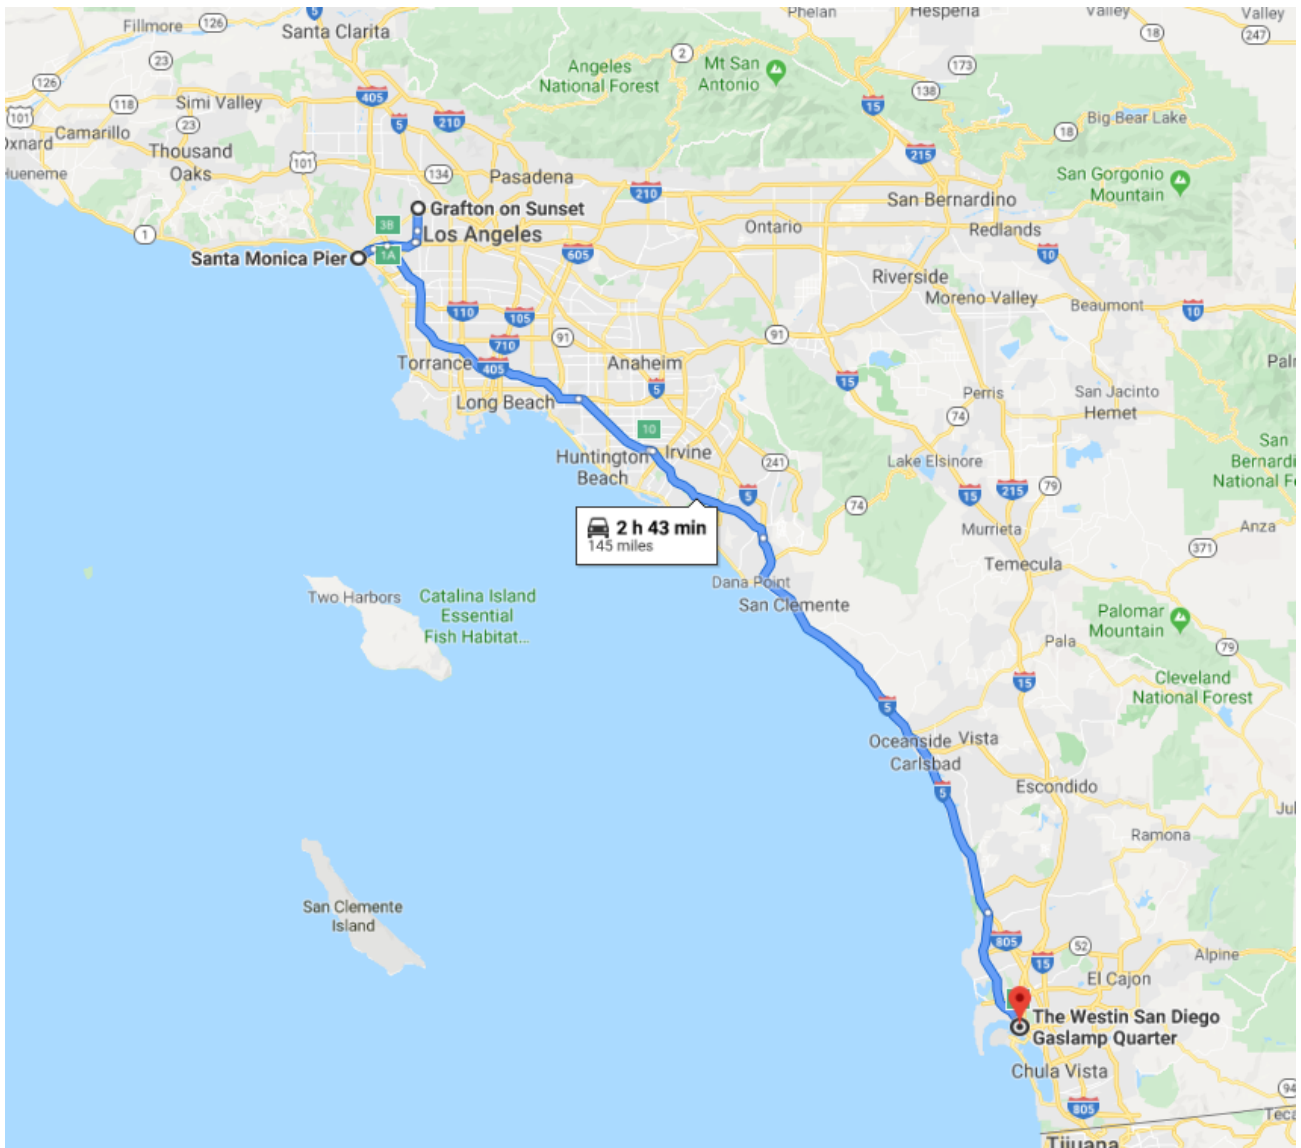 Fillmore
126
5
Santa Clarita
Phelan
Hesperia
Valley
Valley
18
247
23
2
Angeles
National Forest
Mt San
Antonio
173
138
126
118
Simi Valley
405
5
210
15
18
Big Bear Lake
101
Camarillo
23
Oxnard
Thousand
Oaks
101
134
Pasadena
215
San Gorgonio
Mountain
Hueneme
210
210
San Bernardino
Grafton on Sunset
3B
Los Angeles
Ontario
Redlands
1
Santa Monica Pier
1A
605
10
Riverside
Moreno Valley
Beaumont
10
110
105
91
91
710
Torrance
405
Anaheim
5
15
Perris
San Jacinto
Hemet
Long Beach
74
10
Huntington
Beach
Irvine
241
Lake Elsinore
San
National
5
15
215
79
74
2 h 43 min
145 miles
Murrieta
Anza
371
Temecula
Dana Point
San Clemente
Two Harbors
Catalina Island
Essential
Fish Habitat...
Palomar
Mountain
Pala
79
15
Cleveland
National Forest
5
Oceanside
Vista
Carlsbad
5
Escondido
Ramona
San Clemente
Island
805
52
15
Alpine
El Cajon
The Westin San Diego
Gaslamp Quarter
Chula Vista
94
805
Tijuana